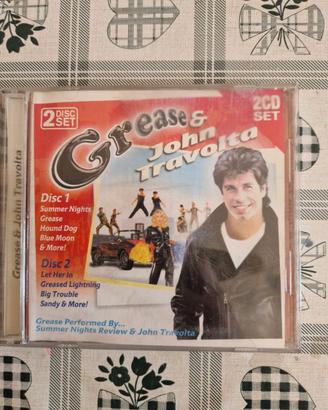 Grease & John Travolta
2 DISC
SET
Grease &
John
Travolta
2CD
SET
Disc 1
Summer Nights
Grease
Hound Dog
Blue Moon
& More!
Disc 2
Let Her In
Greased Lightning
Big Trouble
Sandy & More!
Grease Performed By...
Summer Nights Review & John Travolta